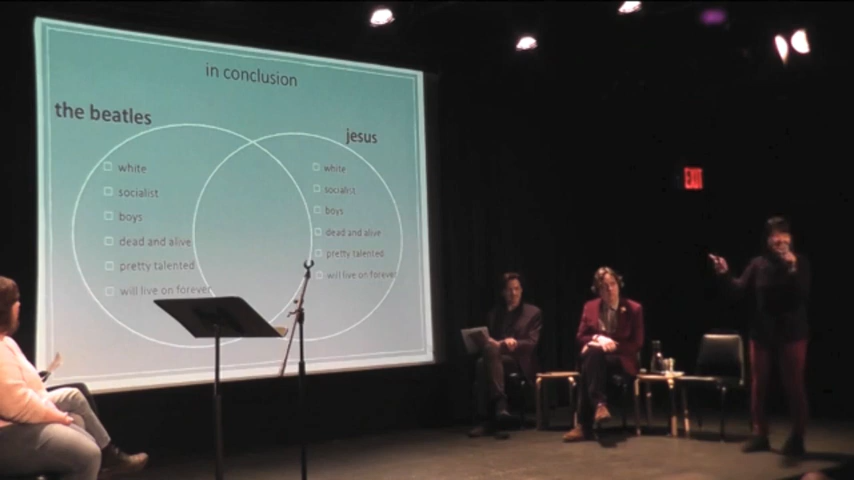 in conclusion
the beatles
jesus
white
socialist
boys
dead and alive
pretty talented
will live on forever
white
socialist
boys
dead and alive
pretty talented
will live on forever
EXIT